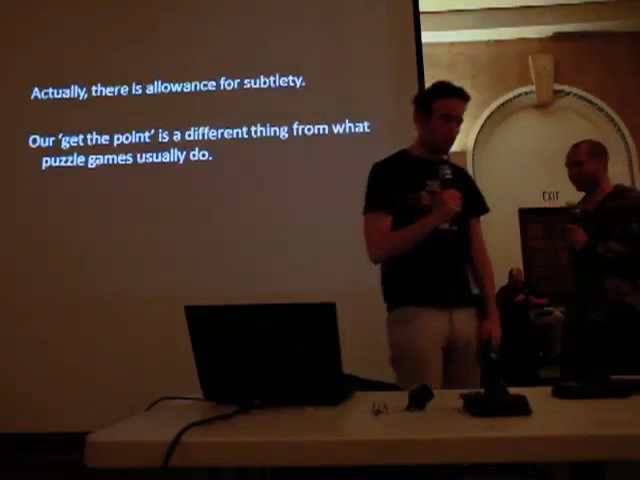 Actually, there is allowance for subtlety.
Our 'get the point' is a different thing from what
puzzle games usually do.
EXIT